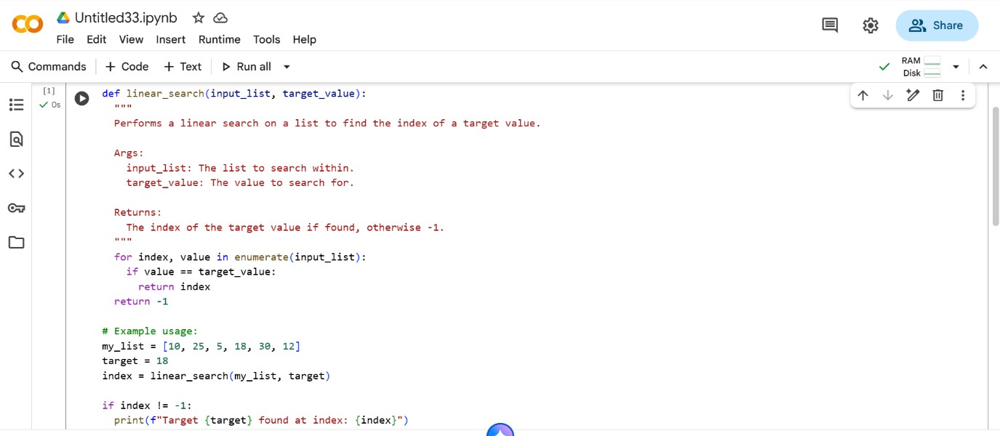 Untitled33.ipynb
File Edit View Insert Runtime Tools Help
Share
Commands + Code + Text Run all
RAM
Disk
[1]
0s
def linear_search(input_list, target_value):
  """
  Performs a linear search on a list to find the index of a target value.

  Args:
    input_list: The list to search within.
    target_value: The value to search for.

  Returns:
    The index of the target value if found, otherwise -1.
  """
  for index, value in enumerate(input_list):
    if value == target_value:
      return index
  return -1

# Example usage:
my_list = [10, 25, 5, 18, 30, 12]
target = 18
index = linear_search(my_list, target)

if index != -1:
  print(f"Target {target} found at index: {index}")